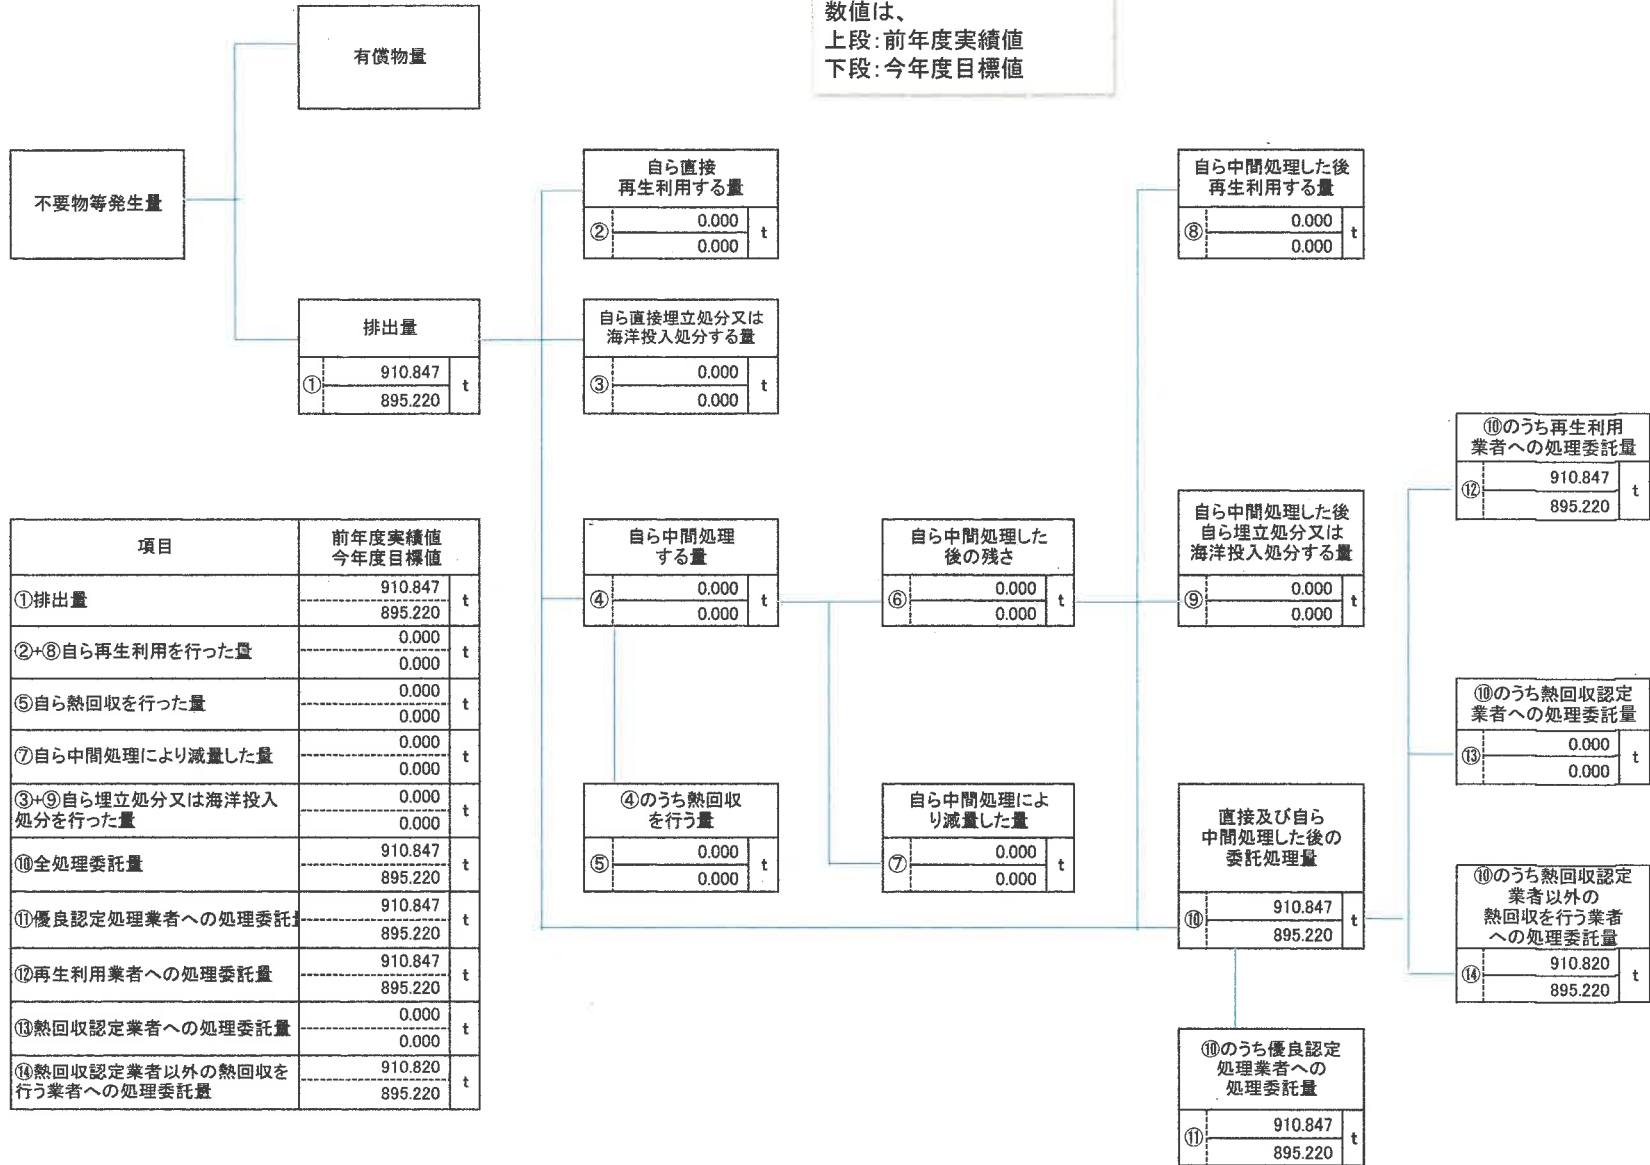 数値は、
上段:前年度実績値
下段:今年度目標値
有償物量
不要物等発生量
排出量
①
910.847
895.220
t
自ら直接
再生利用する量
②
0.000
0.000
t
自ら直接埋立処分又は
海洋投入処分する量
③
0.000
0.000
t
自ら中間処理
する量
④
0.000
0.000
t
④のうち熱回収
を行う量
⑤
0.000
0.000
t
自ら中間処理した
後の残さ
⑥
0.000
0.000
t
自ら中間処理によ
り減量した量
⑦
0.000
0.000
t
自ら中間処理した後
再生利用する量
⑧
0.000
0.000
t
自ら中間処理した後
自ら埋立処分又は
海洋投入処分する量
⑨
0.000
0.000
t
直接及び自ら
中間処理した後の
委託処理量
⑩
910.847
895.220
t
⑩のうち優良認定
処理業者への
処理委託量
⑪
910.847
895.220
t
⑩のうち再生利用
業者への処理委託量
⑫
910.847
895.220
t
⑩のうち熱回収認定
業者への処理委託量
⑬
0.000
0.000
t
⑩のうち熱回収認定
業者以外の
熱回収を行う業者
への処理委託量
⑭
910.820
895.220
t
項目
前年度実績値
今年度目標値
①排出量
910.847
895.220
t
②+⑧自ら再生利用を行った量
0.000
0.000
t
⑤自ら熱回収を行った量
0.000
0.000
t
⑦自ら中間処理により減量した量
0.000
0.000
t
③+⑨自ら埋立処分又は海洋投入
処分を行った量
0.000
0.000
t
⑩全処理委託量
910.847
895.220
t
⑪優良認定処理業者への処理委託
910.847
895.220
t
⑫再生利用業者への処理委託量
910.847
895.220
t
⑬熱回収認定業者への処理委託量
0.000
0.000
t
⑭熱回収認定業者以外の熱回収を
行う業者への処理委託量
910.820
895.220
t